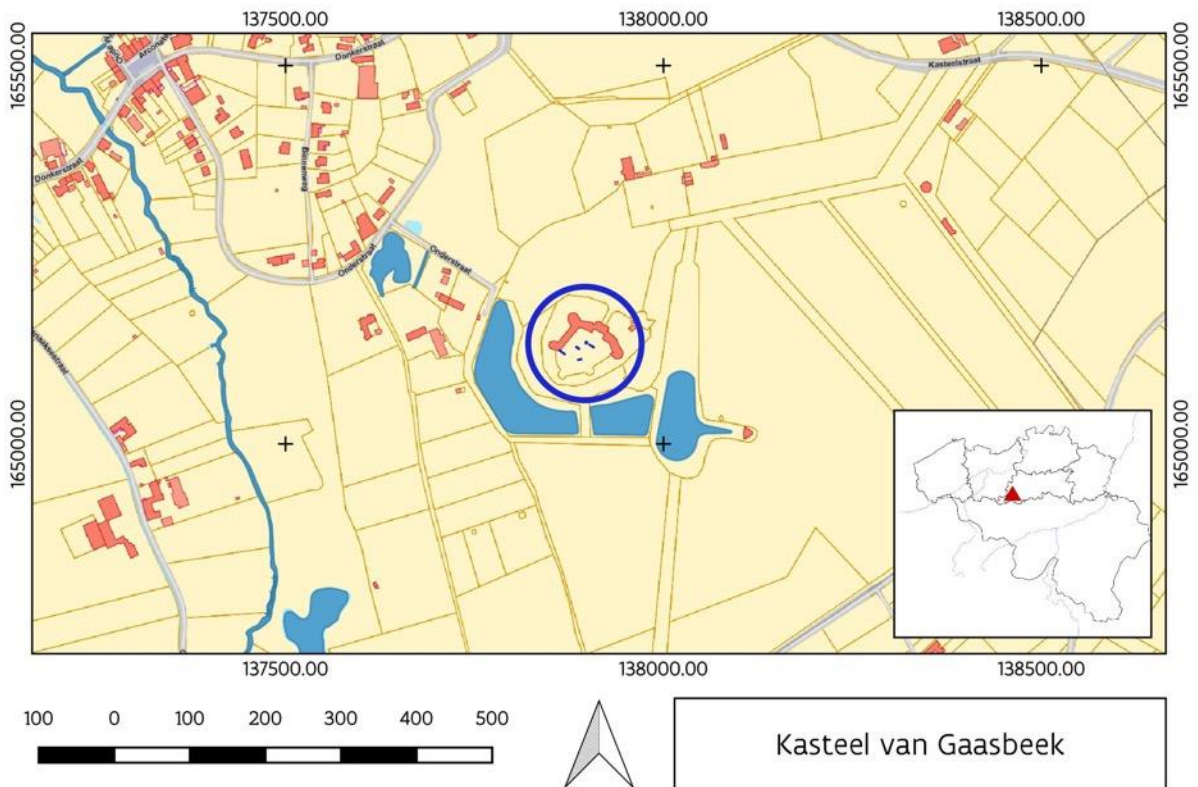 137500.00 138000.00 138500.00
165500.00
165500.00
Donkerstraat
Kasteelstraat
Donkerstraat
Binnenweg
Onderstraat
Onderstraat
165000.00
165000.00
137500.00 138000.00 138500.00
100 0 100 200 300 400 500
Kasteel van Gaasbeek